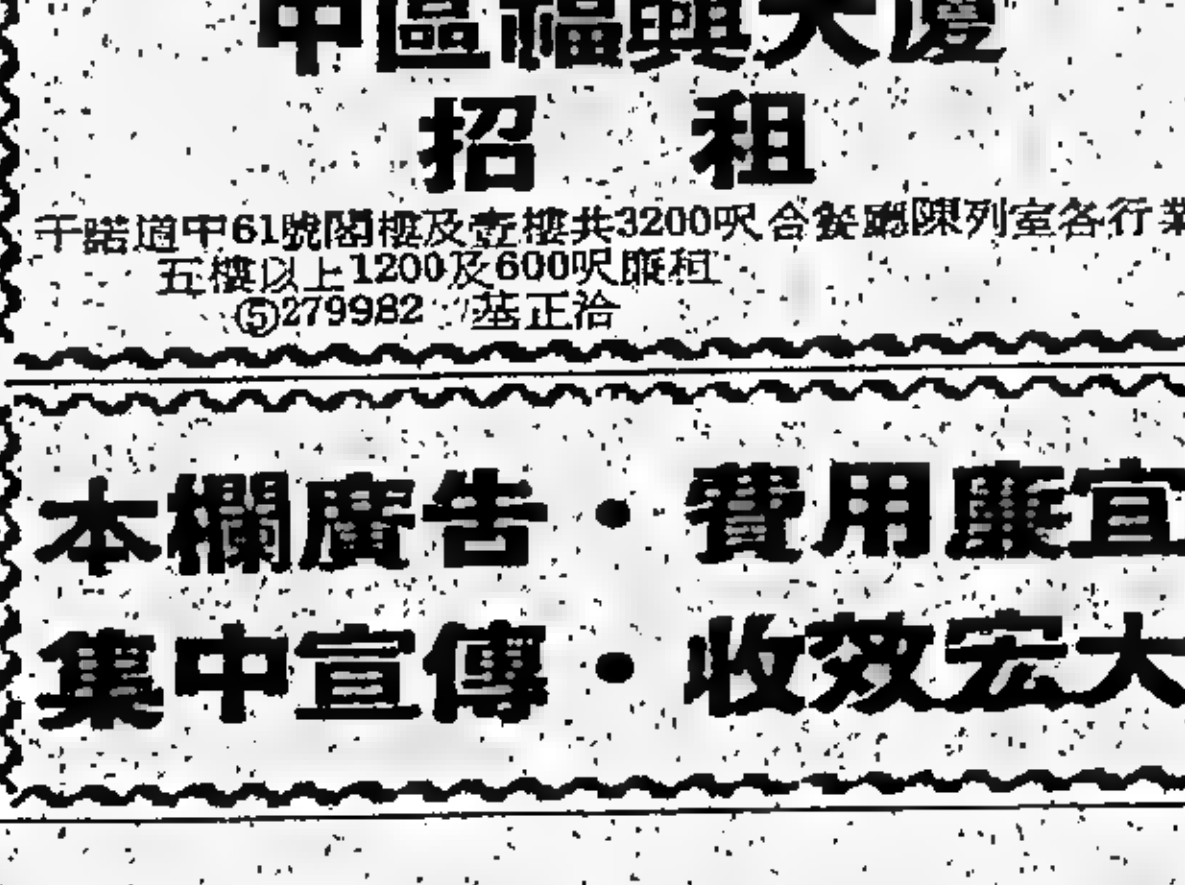 中區福興大廈
招租
干諾道中61號閣樓及壹樓共3200呎合餐廳陳列室各行業
五樓以上1200及600呎廉租
⑤279982 基正洽
本欄廣告·費用廉宜
集中宣傳·收效宏大